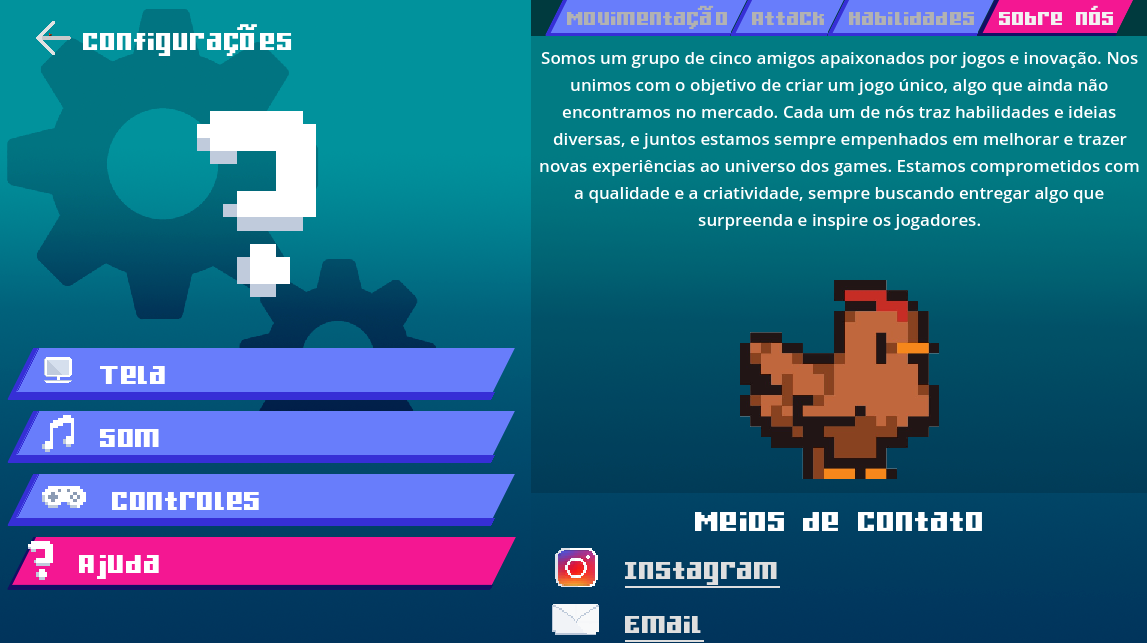 Configurações
Movimentação Attack Habilidades Sobre nós
Somos um grupo de cinco amigos apaixonados por jogos e inovação. Nos
unimos com o objetivo de criar um jogo único, algo que ainda não
encontramos no mercado. Cada um de nós traz habilidades e ideias
diversas, e juntos estamos sempre empenhados em melhorar e trazer
novas experiências ao universo dos games. Estamos comprometidos com
a qualidade e a criatividade, sempre buscando entregar algo que
surpreenda e inspire os jogadores.
?
Tela
Som
Controles
? Ajuda
Meios de Contato
Instagram
Email